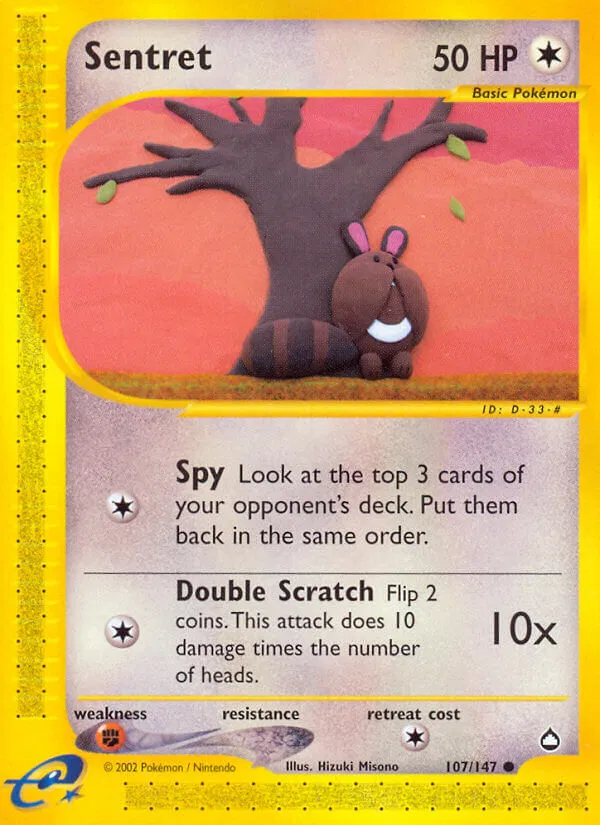 Sentret
50 HP
Basic Pokémon
ID: D-33-#
Spy Look at the top 3 cards of
your opponent's deck. Put them
back in the same order.
Double Scratch Flip 2
coins. This attack does 10
damage times the number
of heads.
10x
weakness resistance retreat cost
© 2002 Pokémon / Nintendo Illus. Hizuki Misono 107/147
e